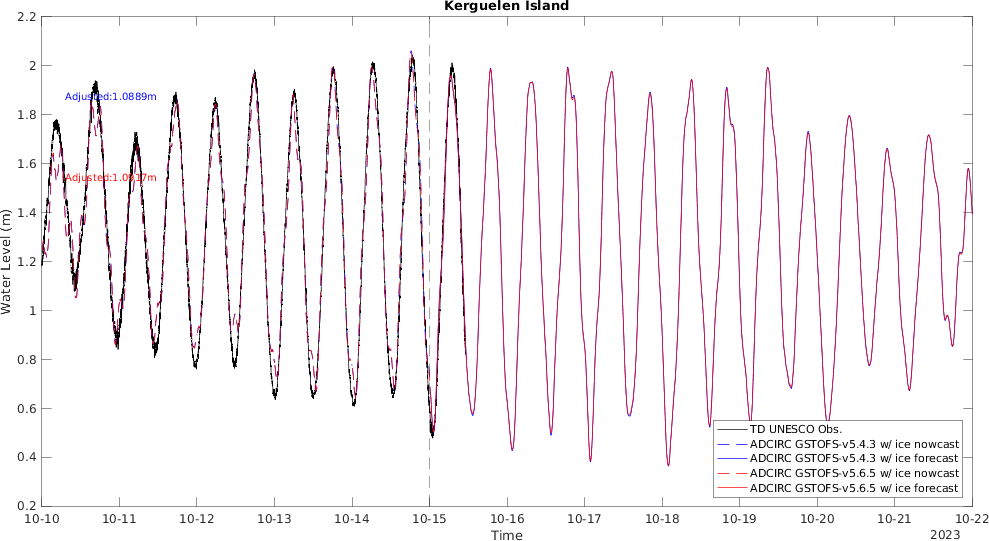 Kerguelen Island
2.2
2
1.8
1.6
1.4
1.2
1
0.8
0.6
0.4
0.2
Water Level (m)
Adjusted:1.0889m
Adjusted:1.0917m
TD UNESCO Obs.
ADCIRC GSTOFS-v5.4.3 w/ ice nowcast
ADCIRC GSTOFS-v5.4.3 w/ ice forecast
ADCIRC GSTOFS-v5.6.5 w/ ice nowcast
ADCIRC GSTOFS-v5.6.5 w/ ice forecast
10-10 10-11 10-12 10-13 10-14 10-15 10-16 10-17 10-18 10-19 10-20 10-21 10-22
Time
2023